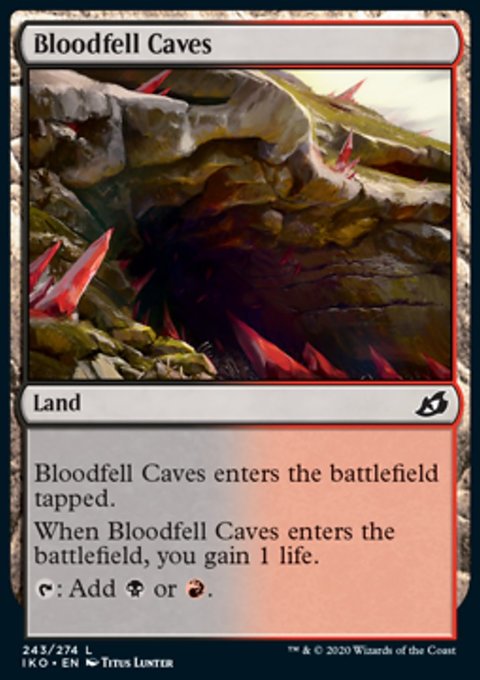 Bloodfell Caves
Land
Bloodfell Caves enters the battlefield
tapped.
When Bloodfell Caves enters the
battlefield, you gain 1 life.
: Add or .
243/274 L
IKO • EN Titus Lunter
™ & © 2020 Wizards of the Coast